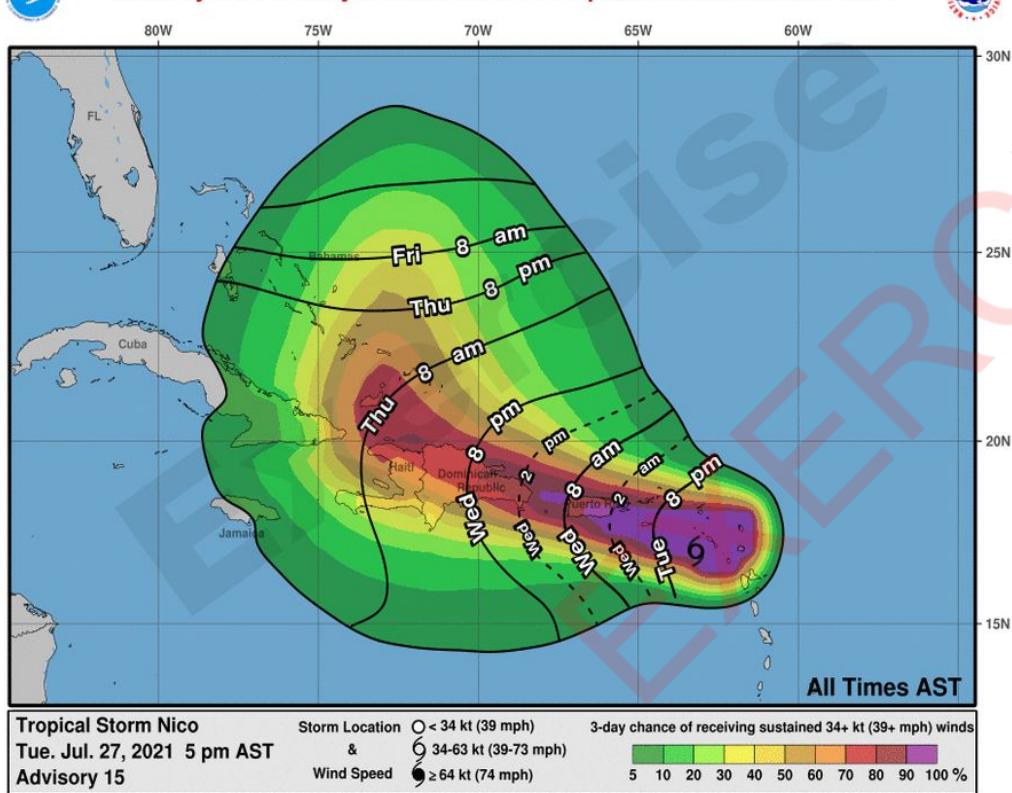 80W 75W 70W 65W 60W
30N
FL
am
8
Fri
Bahamas
25N
pm
8
Thu
am
8
Thu
Cuba
pm
8
Wed
pm
2
Wed
am
8
Wed
am
2
Wed
pm
8
Tue
20N
Haiti
Dominican
Republic
Jamaica
15N
Exercise
EXERC
All Times AST
Tropical Storm Nico
Tue. Jul. 27, 2021 5 pm AST
Advisory 15
Storm Location
&
Wind Speed
< 34 kt (39 mph)
34-63 kt (39-73 mph)
≥ 64 kt (74 mph)
3-day chance of receiving sustained 34+ kt (39+ mph) winds
5 10 20 30 40 50 60 70 80 90 100 %